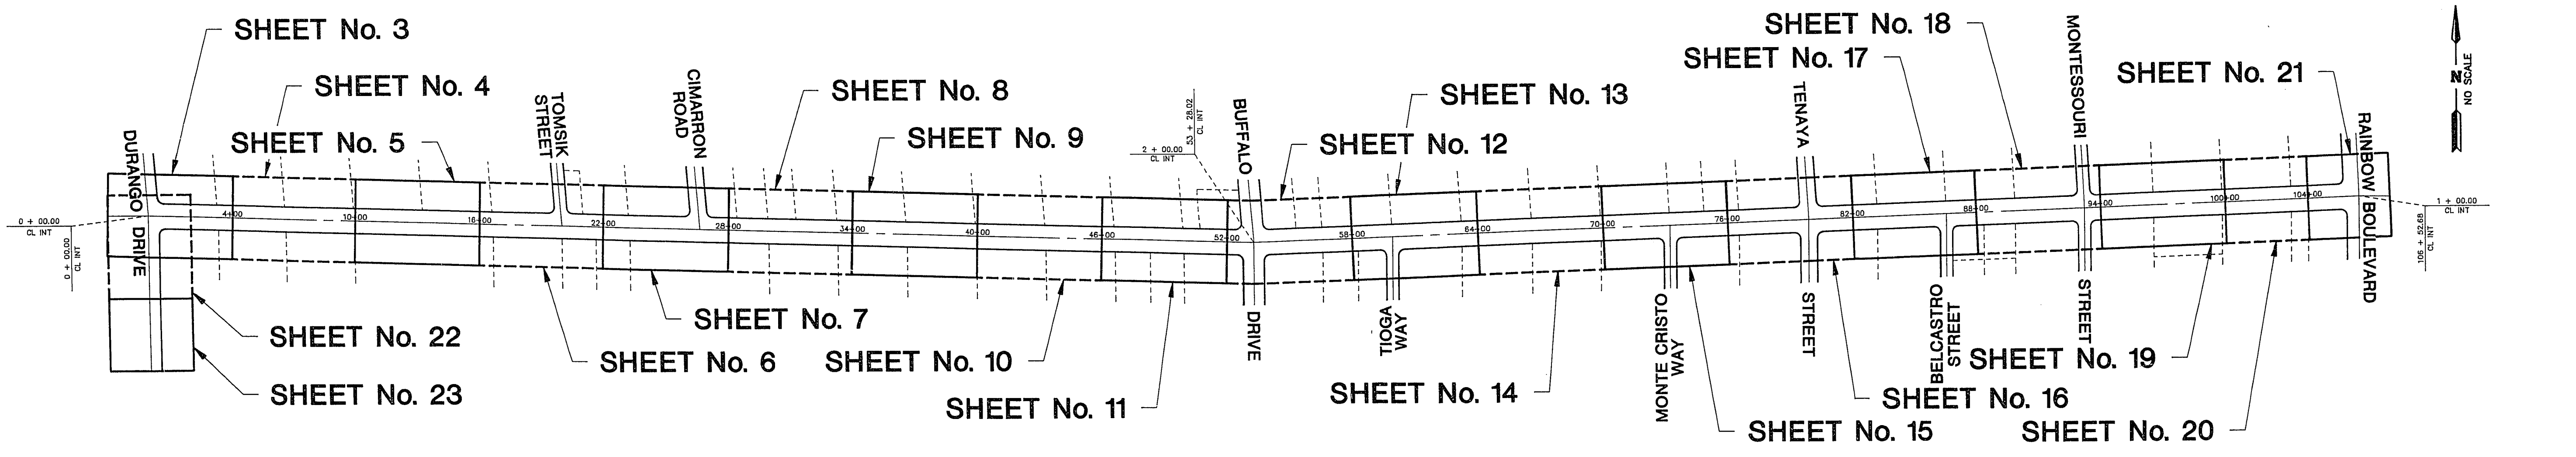 SHEET No. 3
SHEET No. 4
SHEET No. 5
TOMSIK
STREET
CIMARRON
ROAD
SHEET No. 8
SHEET No. 9
53 + 28.02
CL INT
2 + 00.00
CL INT
BUFFALO
SHEET No. 13
SHEET No. 12
SHEET No. 18
SHEET No. 17
TENAYA
MONTESSOURI
SHEET No. 21
RAINBOW BOULEVARD
N
NO SCALE
DURANGO DRIVE
0 + 00.00
CL INT
0 + 00.00
CL INT
4+00
10+00
16+00
22+00
28+00
34+00
40+00
46+00
52+00
58+00
64+00
70+00
76+00
82+00
88+00
94+00
100+00
104+00
1 + 00.00
CL INT
106 + 52.68
CL INT
SHEET No. 22
SHEET No. 23
SHEET No. 7
SHEET No. 6
SHEET No. 10
SHEET No. 11
DRIVE
TIOGA
WAY
SHEET No. 14
MONTE CRISTO
WAY
STREET
BELCASTRO
STREET
STREET
SHEET No. 19
SHEET No. 16
SHEET No. 15
SHEET No. 20